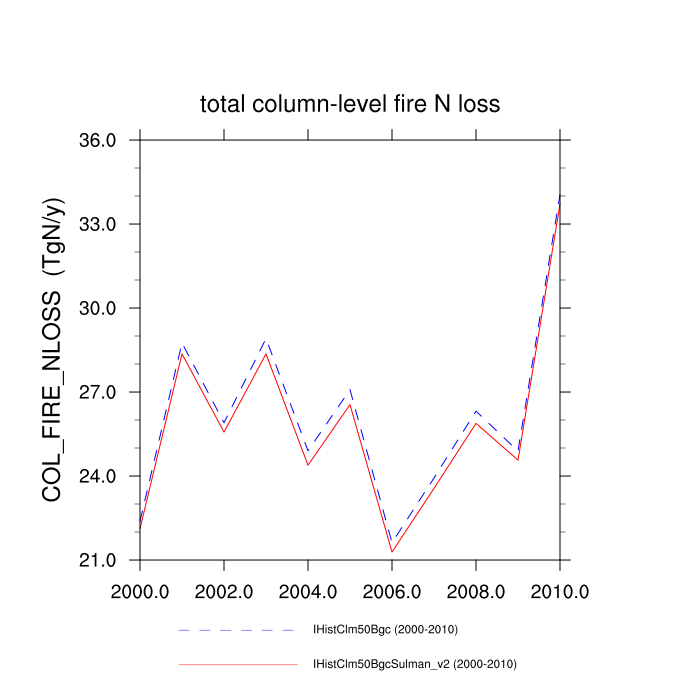 total column-level fire N loss
36.0
33.0
30.0
27.0
24.0
21.0
COL_FIRE_NLOSS (TgN/y)
2000.0 2002.0 2004.0 2006.0 2008.0 2010.0
IHistClm50Bgc (2000-2010)
IHistClm50BgcSulman_v2 (2000-2010)